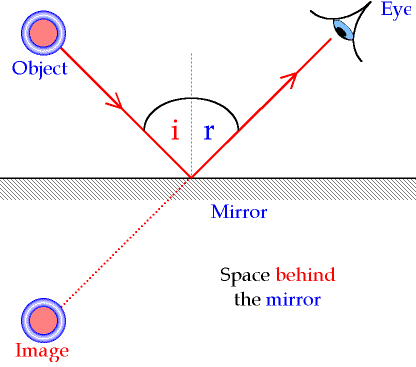 Eye
Object
i r
Mirror
Space behind
the mirror
Image